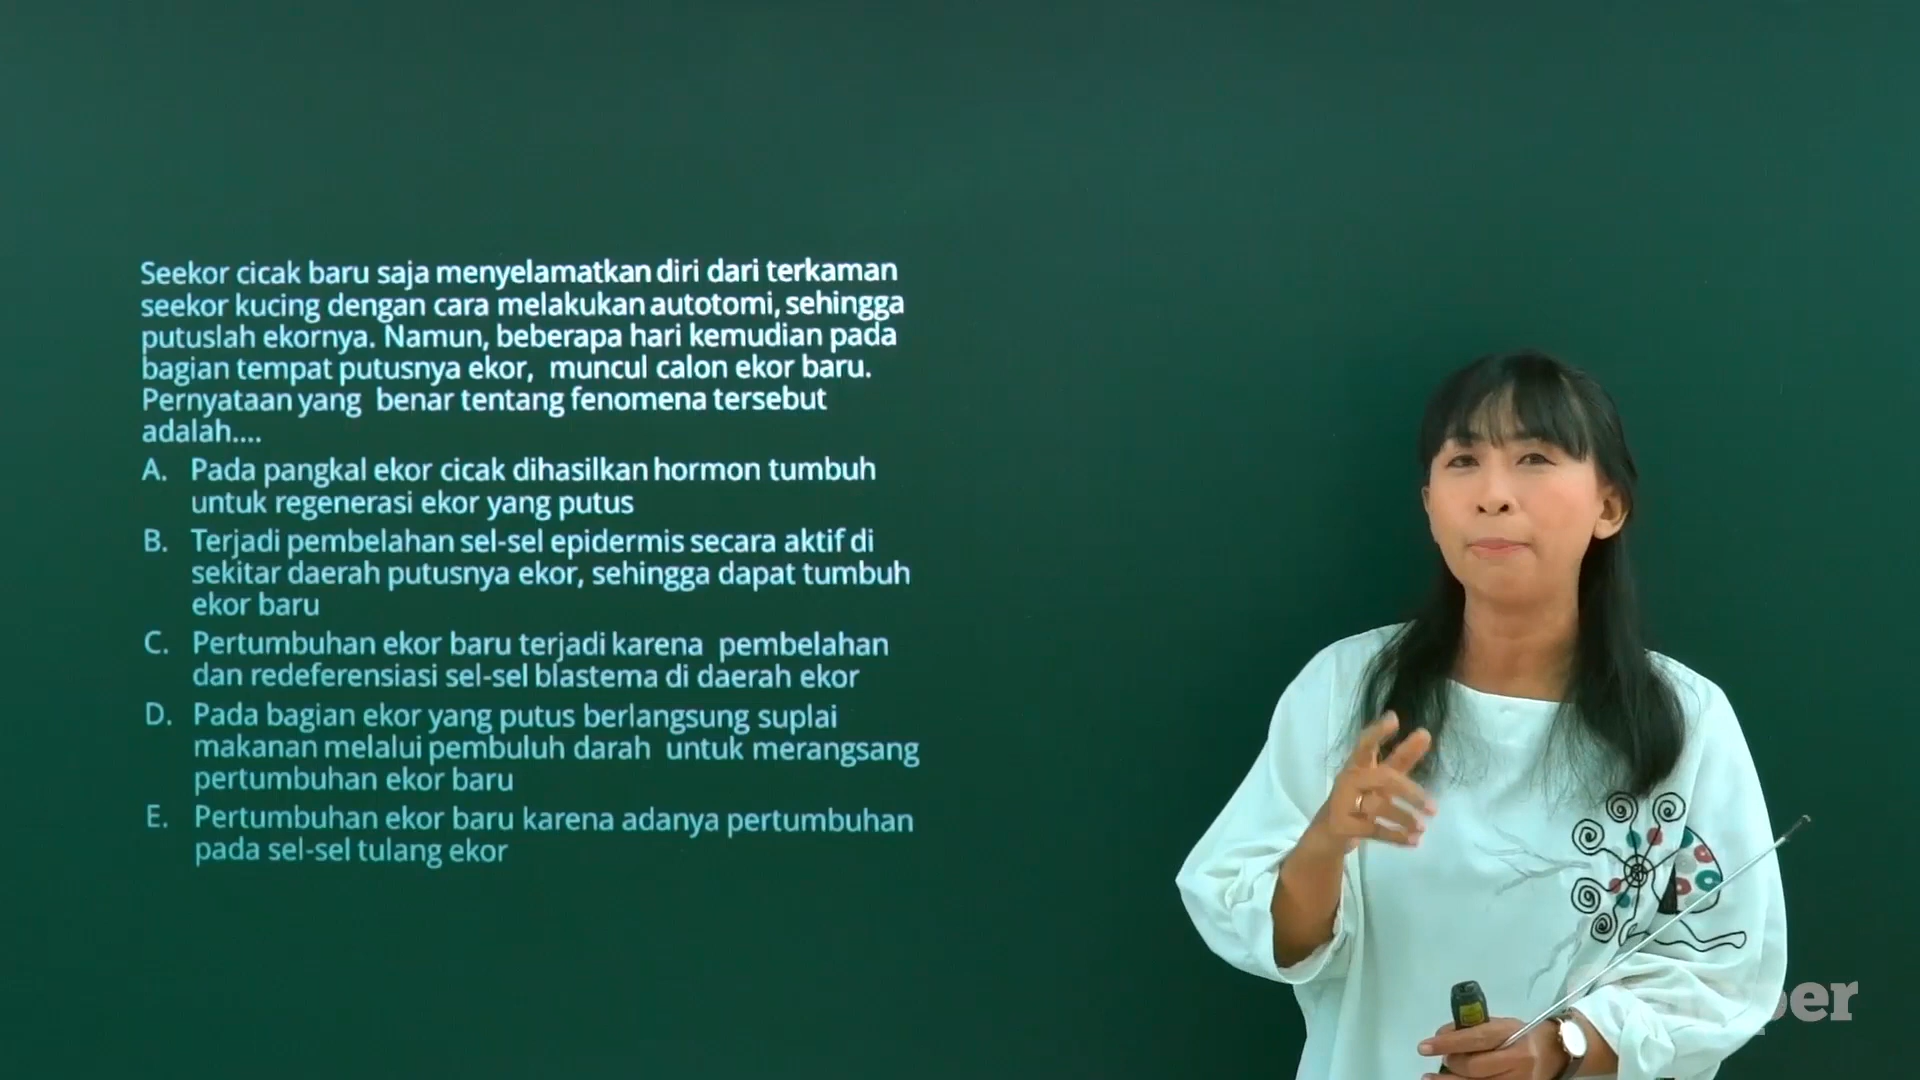 Seekor cicak baru saja menyelamatkan diri dari terkaman
seekor kucing dengan cara melakukan autotomi, sehingga
putuslah ekornya. Namun, beberapa hari kemudian pada
bagian tempat putusnya ekor, muncul calon ekor baru.
Pernyataan yang benar tentang fenomena tersebut
adalah....
A. Pada pangkal ekor cicak dihasilkan hormon tumbuh
untuk regenerasi ekor yang putus
B. Terjadi pembelahan sel-sel epidermis secara aktif di
sekitar daerah putusnya ekor, sehingga dapat tumbuh
ekor baru
C. Pertumbuhan ekor baru terjadi karena pembelahan
dan redeferensiasi sel-sel blastema di daerah ekor
D. Pada bagian ekor yang putus berlangsung suplai
makanan melalui pembuluh darah untuk merangsang
pertumbuhan ekor baru
E. Pertumbuhan ekor baru karena adanya pertumbuhan
pada sel-sel tulang ekor